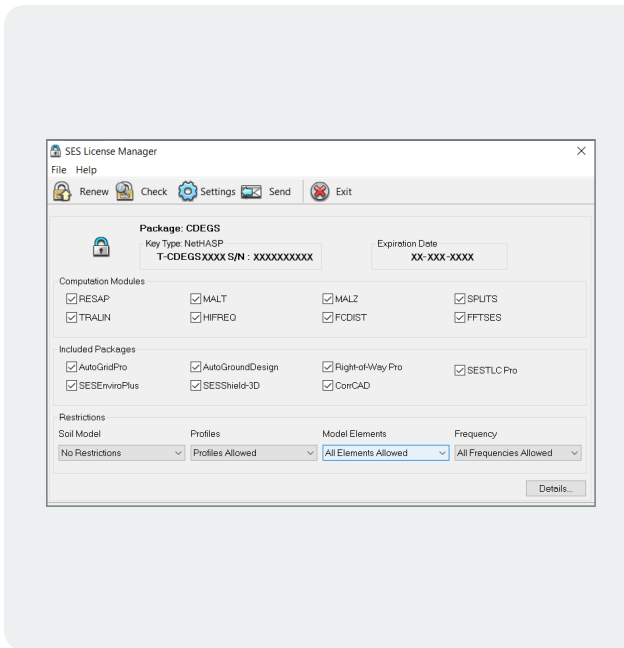 SES License Manager
File Help
Renew Check Settings Send Exit
Package: CDEGS
Key Type: NetHASP
T-CDEGSXXXX S/N : XXXXXXXXXX
Expiration Date
XX-XXX-XXXX
Computation Modules
RESAP MALT MALZ SPLITS
TRALIN HIFREQ FCDIST FFTSES
Included Packages
AutoGridPro AutoGroundDesign Right-of-Way Pro SESTLC Pro
SESEnviroPlus SESShield-3D CorrCAD
Restrictions
Soil Model Profiles Model Elements Frequency
No Restrictions Profiles Allowed All Elements Allowed All Frequencies Allowed
Details...